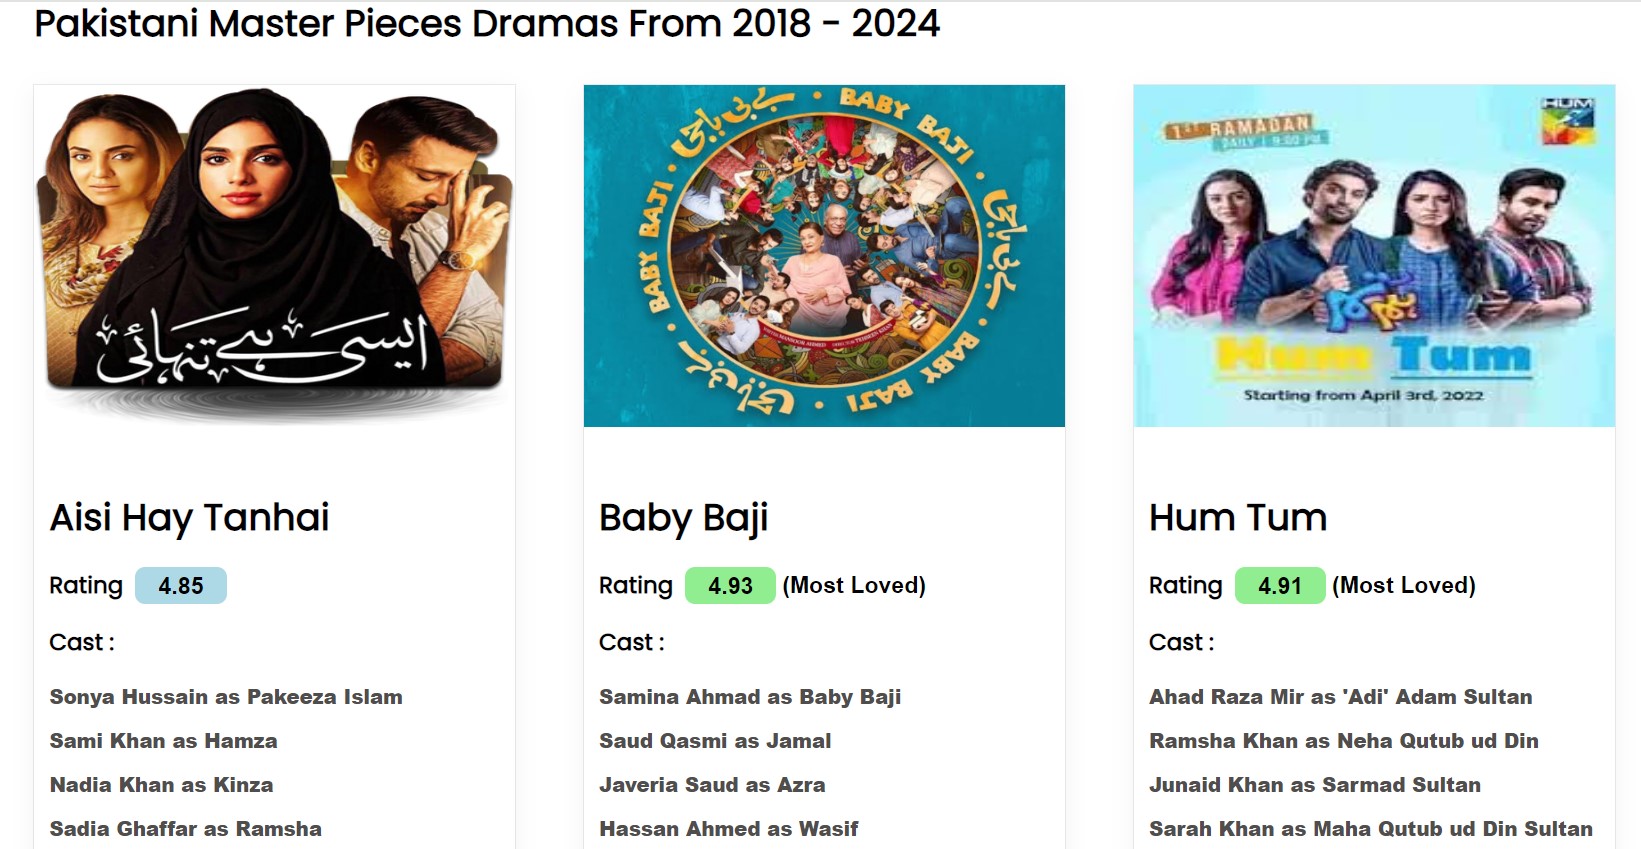 Pakistani Master Pieces Dramas From 2018 - 2024
ایسی ہے تنہائی
Aisi Hay Tanhai
Rating 4.85
Cast :
Sonya Hussain as Pakeeza Islam
Sami Khan as Hamza
Nadia Khan as Kinza
Sadia Ghaffar as Ramsha
BABY BAJI
بے بی باجی
BABY BAJI
بے بی باجی
BABY BAJI
بے بی باجی
Baby Baji
Rating 4.93 (Most Loved)
Cast :
Samina Ahmad as Baby Baji
Saud Qasmi as Jamal
Javeria Saud as Azra
Hassan Ahmed as Wasif
HUM
1st RAMADAN
DAILY | 9:00 PM
ہم تم
Hum Tum
Starting from April 3rd, 2022
Hum Tum
Rating 4.91 (Most Loved)
Cast :
Ahad Raza Mir as 'Adi' Adam Sultan
Ramsha Khan as Neha Qutub ud Din
Junaid Khan as Sarmad Sultan
Sarah Khan as Maha Qutub ud Din Sultan